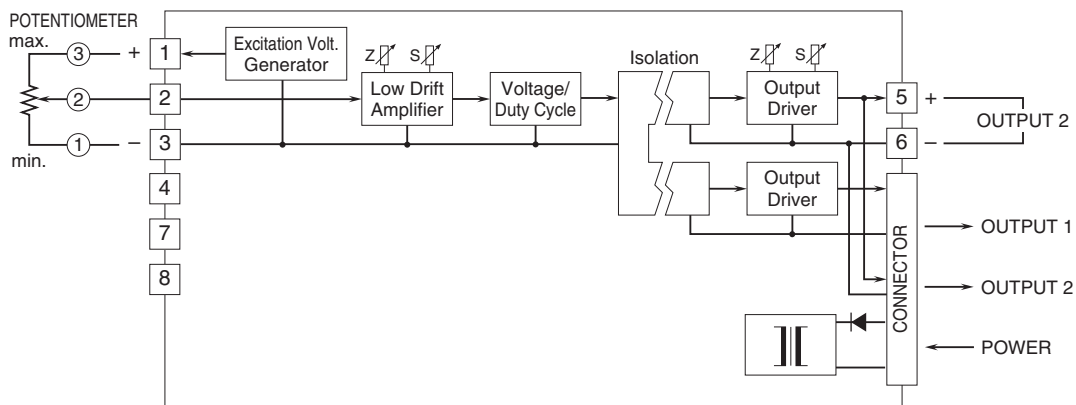 POTENTIOMETER
max.
3
+
1
Excitation Volt.
Generator
Z
S
Isolation
Z
S
2
2
Low Drift
Amplifier
Voltage/
Duty Cycle
Output
Driver
5
+
OUTPUT 2
1
−
3
6
−
min.
4
Output
Driver
7
8
CONNECTOR
OUTPUT 1
OUTPUT 2
POWER